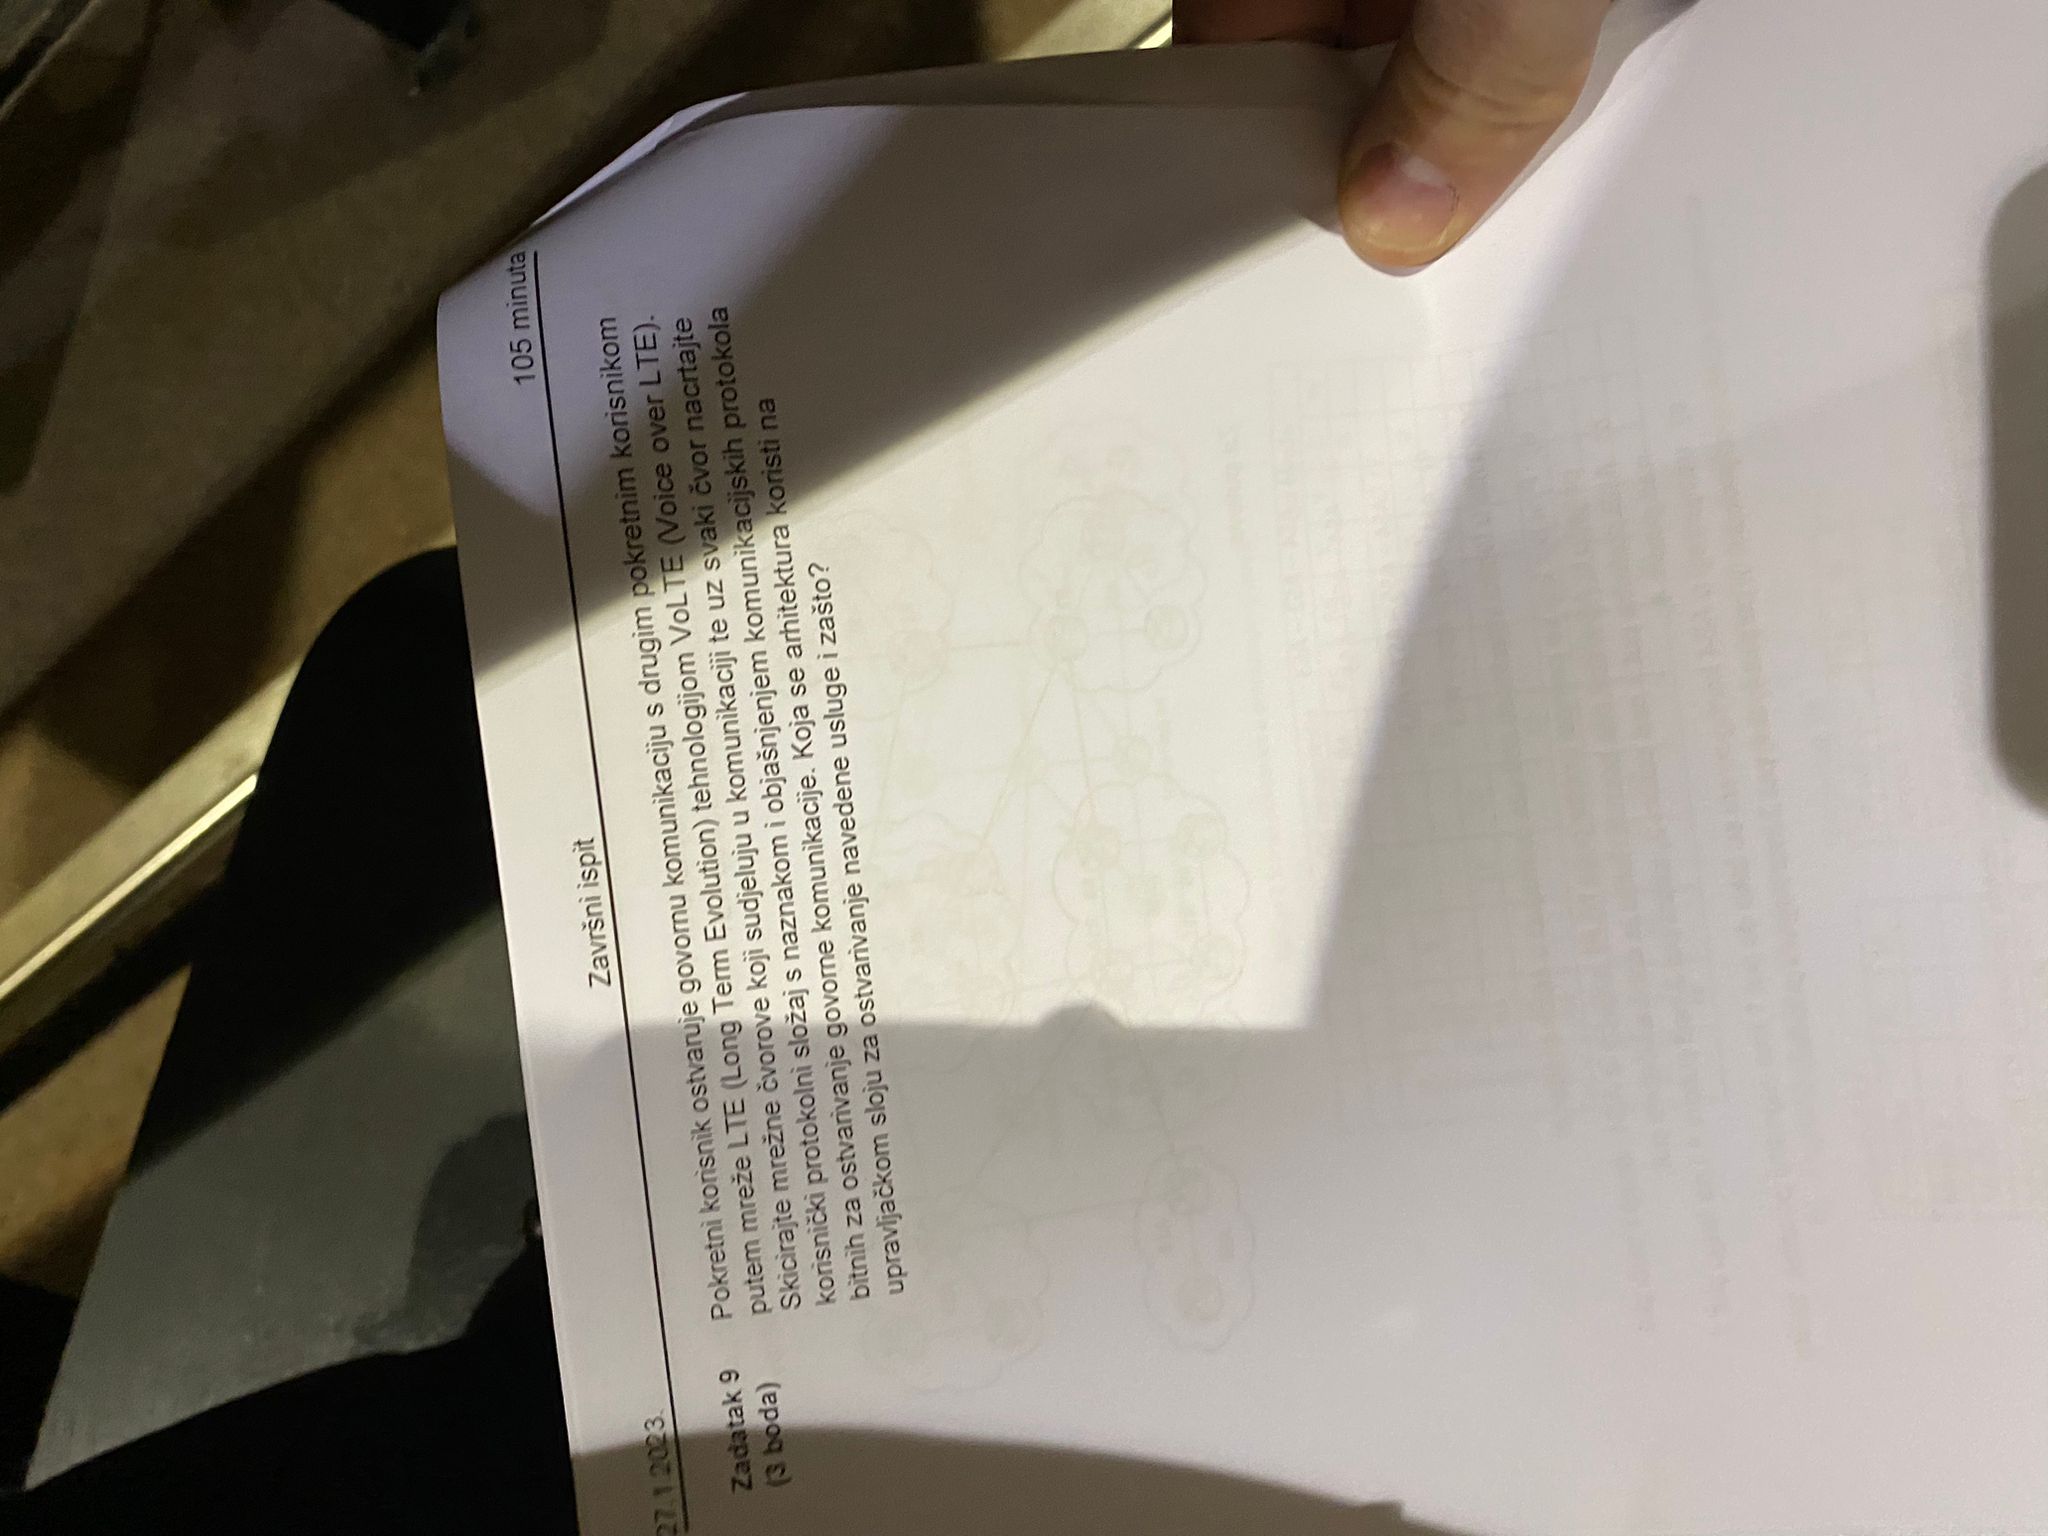 105 minuta
Završni ispit
27.1.2023.
Zadatak 9
(3 boda)
Pokretni korisnik ostvaruje govornu komunikaciju s drugim pokretnim korisnikom
putem mreže LTE (Long Term Evolution) tehnologijom VoLTE (Voice over LTE).
Skicirajte mrežne čvorove koji sudjeluju u komunikaciji te uz svaki čvor nacrtajte
korisnički protokolni složaj s naznakom i objašnjenjem komunikacijskih protokola
bitnih za ostvarivanje govorne komunikacije. Koja se arhitektura koristi na
upravljačkom sloju za ostvarivanje navedene usluge i zašto?